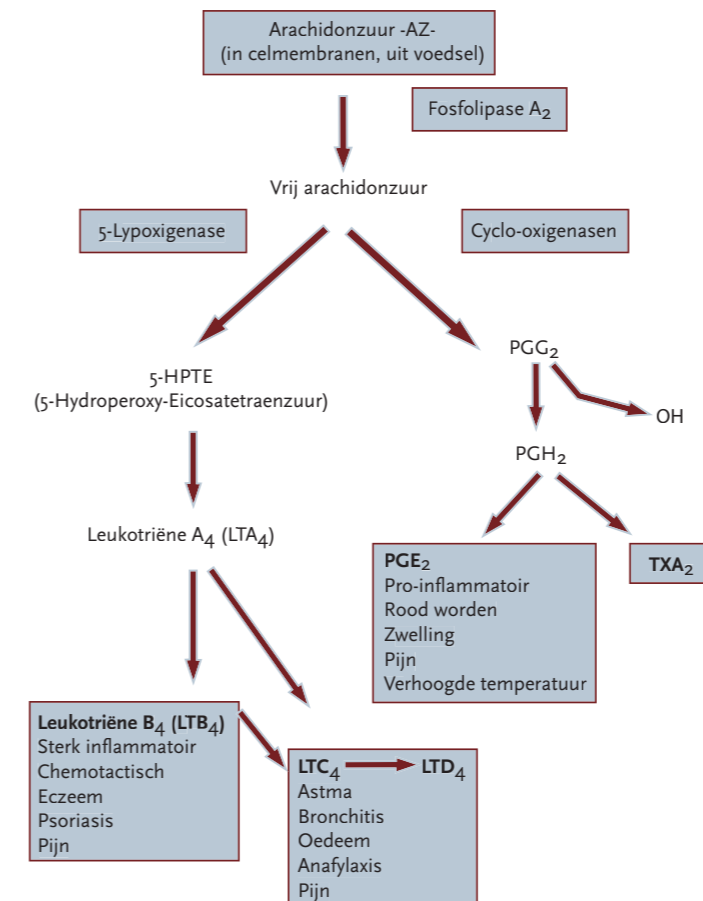 Arachidonzuur -AZ-
(in celmembranen, uit voedsel)
Fosfolipase A₂
Vrij arachidonzuur
5-Lypoxigenase
Cyclo-oxigenasen
5-HPTE
(5-Hydroperoxy-Eicosatetraenzuur)
PGG₂
OH
PGH₂
Leukotriëne A₄ (LTA₄)
PGE₂
Pro-inflammatoir
Rood worden
Zwelling
Pijn
Verhoogde temperatuur
TXA₂
Leukotriëne B₄ (LTB₄)
Sterk inflammatoir
Chemotactisch
Eczeem
Psoriasis
Pijn
LTC₄ LTD₄
Astma
Bronchitis
Oedeem
Anafylaxis
Pijn